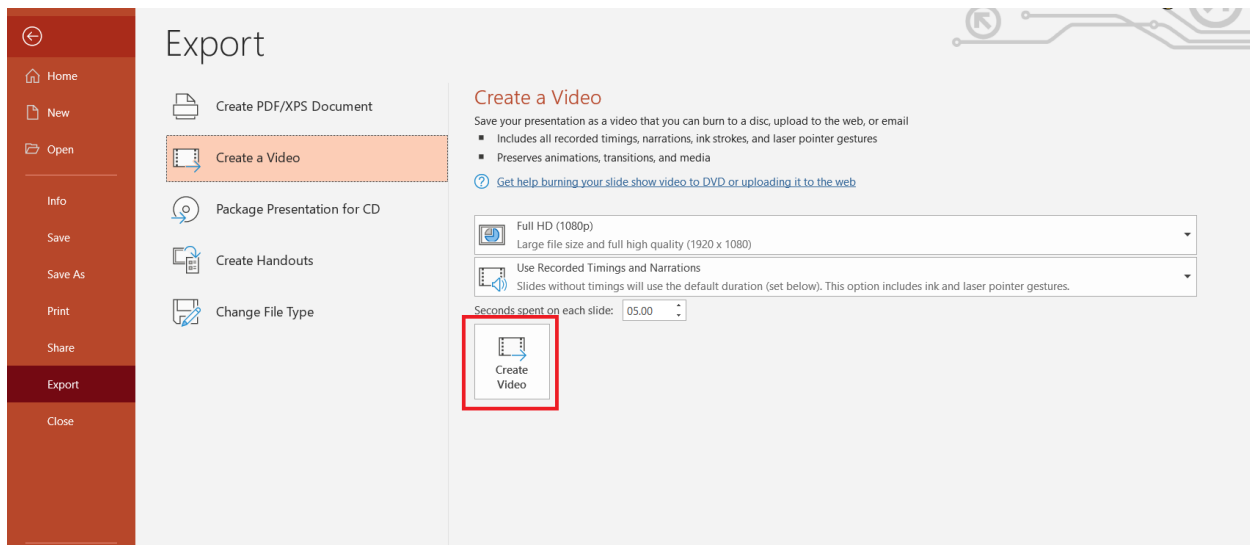 Export
Home
New
Open
Info
Save
Save As
Print
Share
Export
Close
Create PDF/XPS Document
Create a Video
Package Presentation for CD
Create Handouts
Change File Type
Create a Video
Save your presentation as a video that you can burn to a disc, upload to the web, or email
Includes all recorded timings, narrations, ink strokes, and laser pointer gestures
Preserves animations, transitions, and media
Get help burning your slide show video to DVD or uploading it to the web
Full HD (1080p)
Large file size and full high quality (1920 x 1080)
Use Recorded Timings and Narrations
Slides without timings will use the default duration (set below). This option includes ink and laser pointer gestures.
Seconds spent on each slide: 05.00
Create
Video